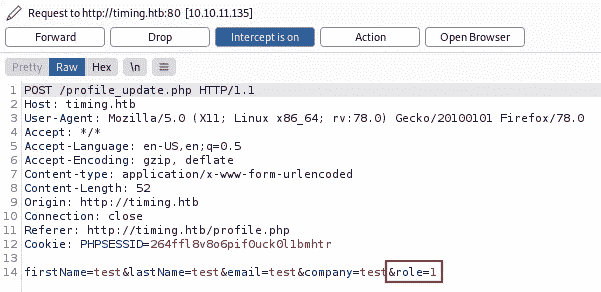 Request to http://timing.htb:80 [10.10.11.135]
Forward Drop Intercept is on Action Open Browser
Pretty Raw Hex \n
1 POST /profile_update.php HTTP/1.1
2 Host: timing.htb
3 User-Agent: Mozilla/5.0 (X11; Linux x86_64; rv:78.0) Gecko/20100101 Firefox/78.0
4 Accept: */*
5 Accept-Language: en-US,en;q=0.5
6 Accept-Encoding: gzip, deflate
7 Content-type: application/x-www-form-urlencoded
8 Content-Length: 52
9 Origin: http://timing.htb
10 Connection: close
11 Referer: http://timing.htb/profile.php
12 Cookie: PHPSESSID=264ffl8v8o6pif0uck0l1bmhtr
13
14 firstName=test&lastName=test&email=test&company=test&role=1